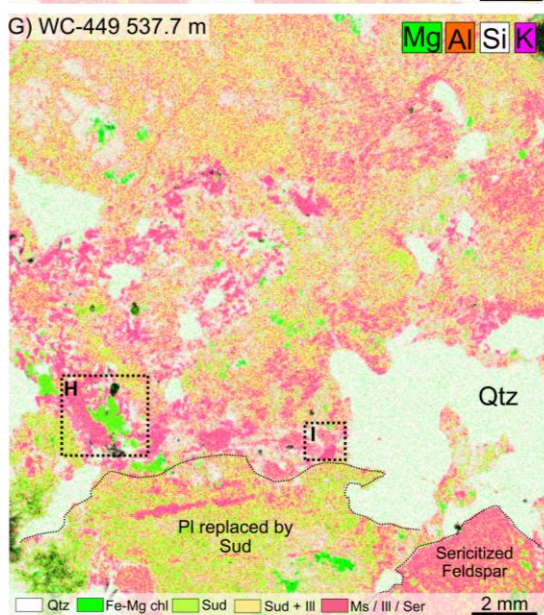 G) WC-449 537.7 m
Mg Al Si K
H
I
Qtz
Pl replaced by
Sud
Sericitized
Feldspar
Qtz Fe-Mg chl Sud Sud + Ill Ms / Ill / Ser
2 mm